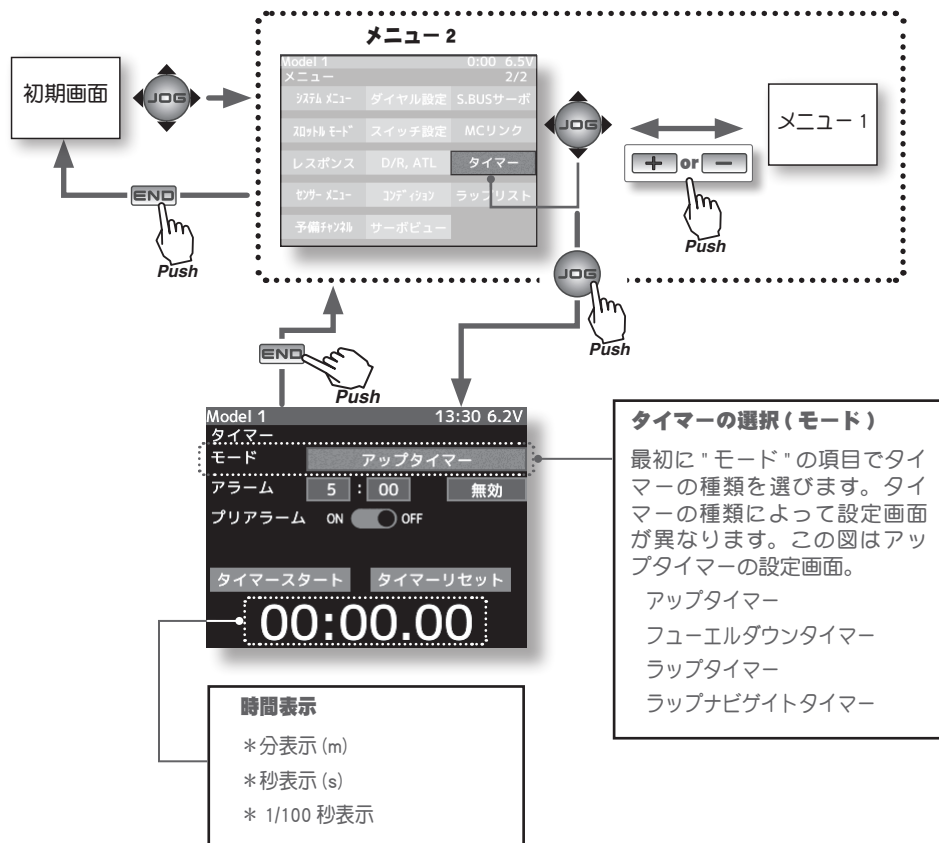 メニュー 2
Model 1 0:00 6.5V
メニュー 2/2
システム メニュー ダイヤル設定 S.BUSサーボ
スロットル モード スイッチ設定 MCリンク
レスポンス D/R, ATL タイマー
センサー メニュー コンディション ラップリスト
予備チャンネル サーボビュー
初期画面
JOG
JOG
+ or −
Push
メニュー 1
END
Push
JOG
Push
END
Push
Model 1 13:30 6.2V
タイマー
モード アップタイマー
アラーム 5 : 00 無効
プリアラーム ON OFF
タイマースタート タイマーリセット
00:00.00
タイマーの選択 ( モード )
最初に " モード " の項目でタイ
マーの種類を選びます。タイ
マーの種類によって設定画面
が異なります。この図はアッ
プタイマーの設定画面。
アップタイマー
フューエルダウンタイマー
ラップタイマー
ラップナビゲイトタイマー
時間表示
＊分表示 (m)
＊秒表示 (s)
＊ 1/100 秒表示